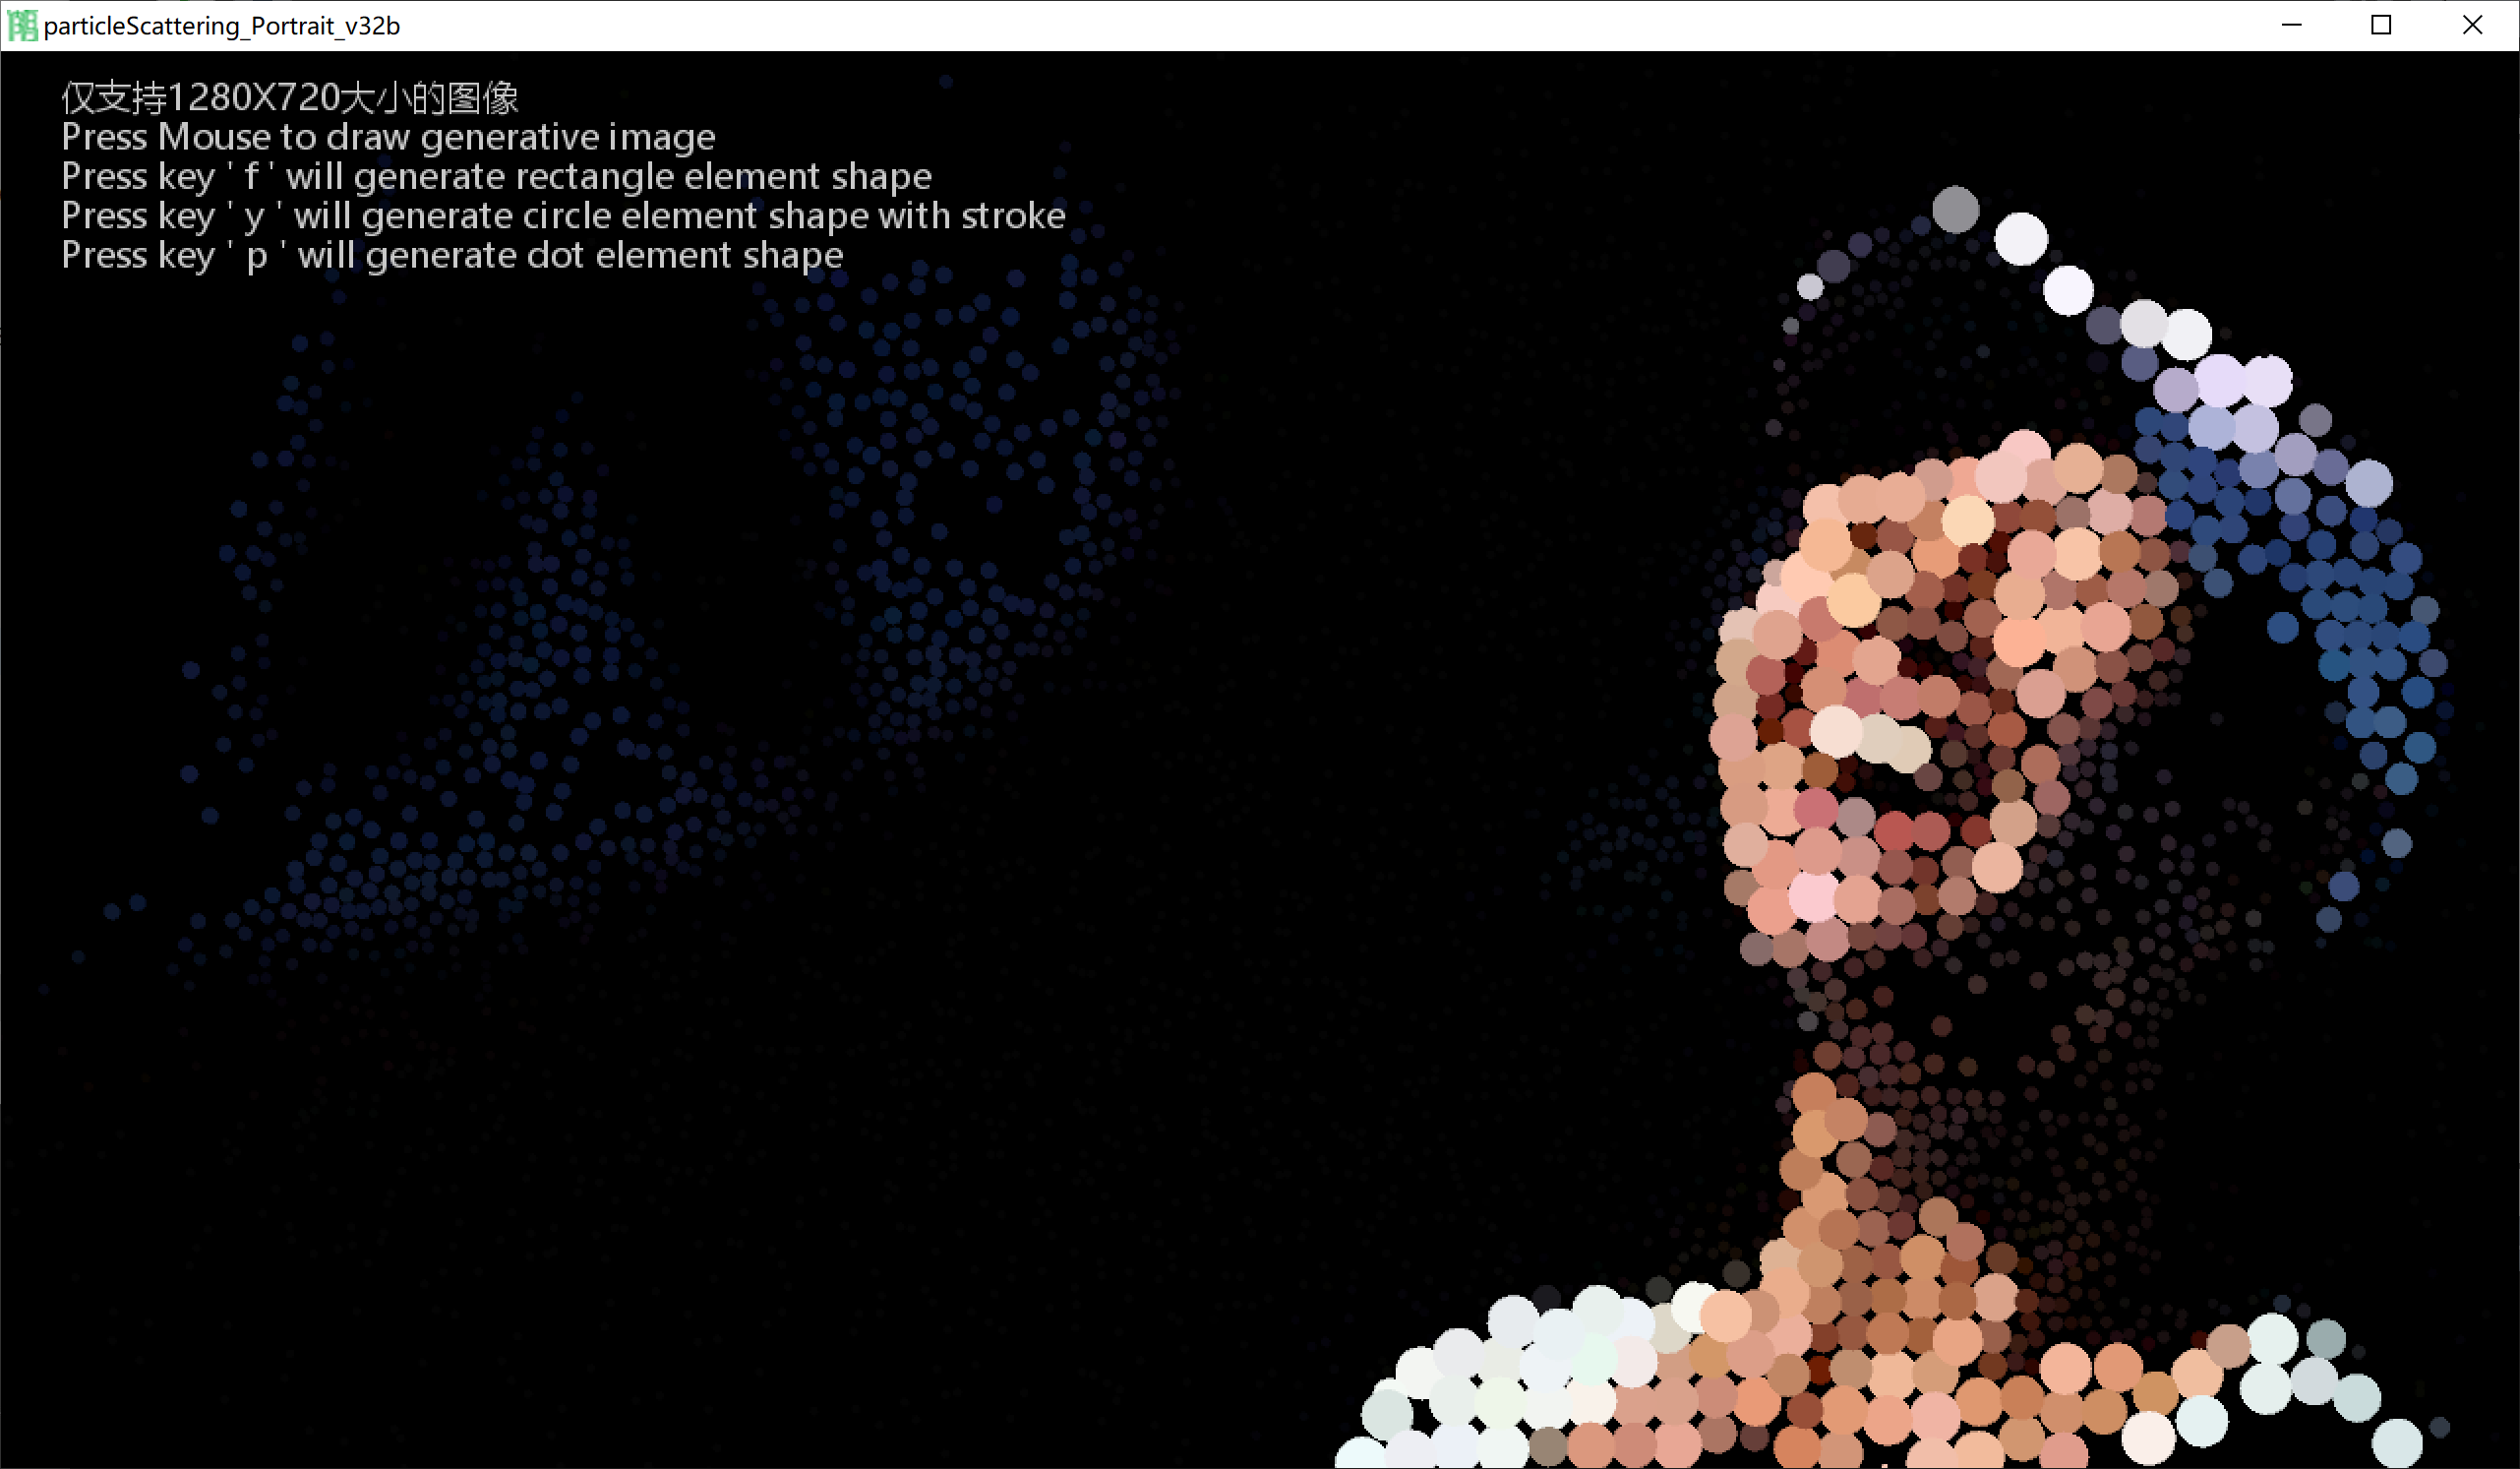 particleScattering_Portrait_v32b
仅支持1280X720大小的图像
Press Mouse to draw generative image
Press key ' f ' will generate rectangle element shape
Press key ' y ' will generate circle element shape with stroke
Press key ' p ' will generate dot element shape